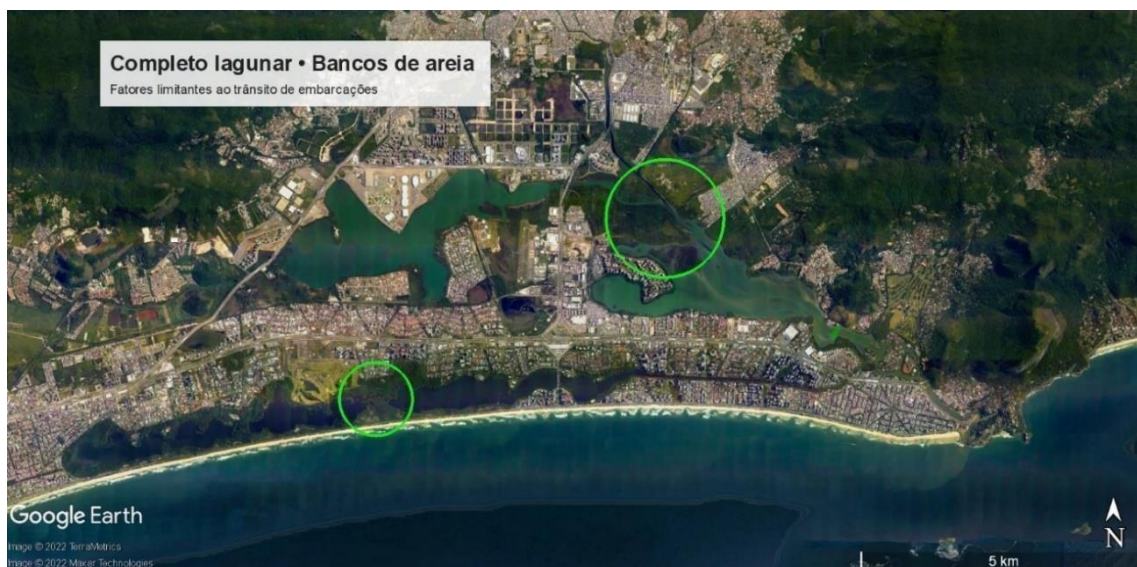 Completo lagunar • Bancos de areia
Fatores limitantes ao trânsito de embarcações
Google Earth
Image © 2022 TerraMetrics
Image © 2022 Maxar Technologies
N
5 km